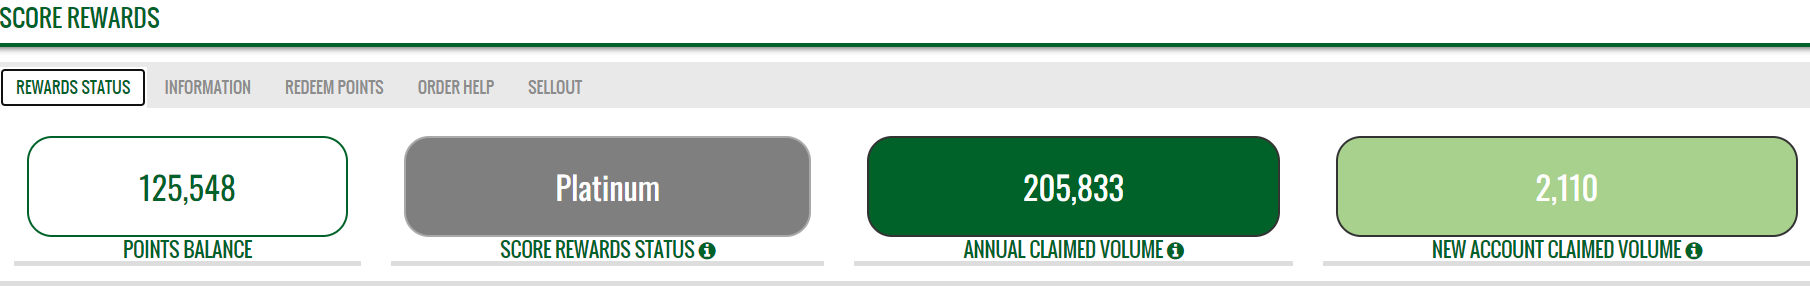 SCORE REWARDS
REWARDS STATUS INFORMATION REDEEM POINTS ORDER HELP SELLOUT
125,548 Platinum 205,833 2,110
POINTS BALANCE SCORE REWARDS STATUS ANNUAL CLAIMED VOLUME NEW ACCOUNT CLAIMED VOLUME